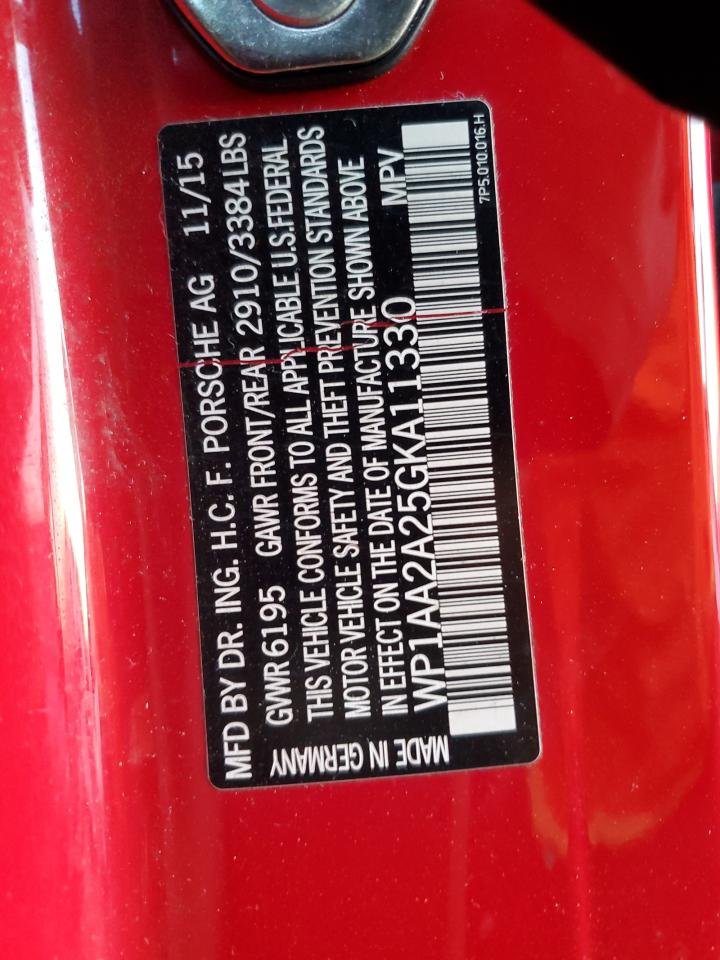 MFD BY DR. ING. H.C. F. PORSCHE AG 11/15
GVWR 6195 GAWR FRONT/REAR 2910/3384 LBS
THIS VEHICLE CONFORMS TO ALL APPLICABLE U.S. FEDERAL
MOTOR VEHICLE SAFETY AND THEFT PREVENTION STANDARDS
IN EFFECT ON THE DATE OF MANUFACTURE SHOWN ABOVE
WP1AA2A25GKA11330 MPV
MADE IN GERMANY
7P5.010.016.H